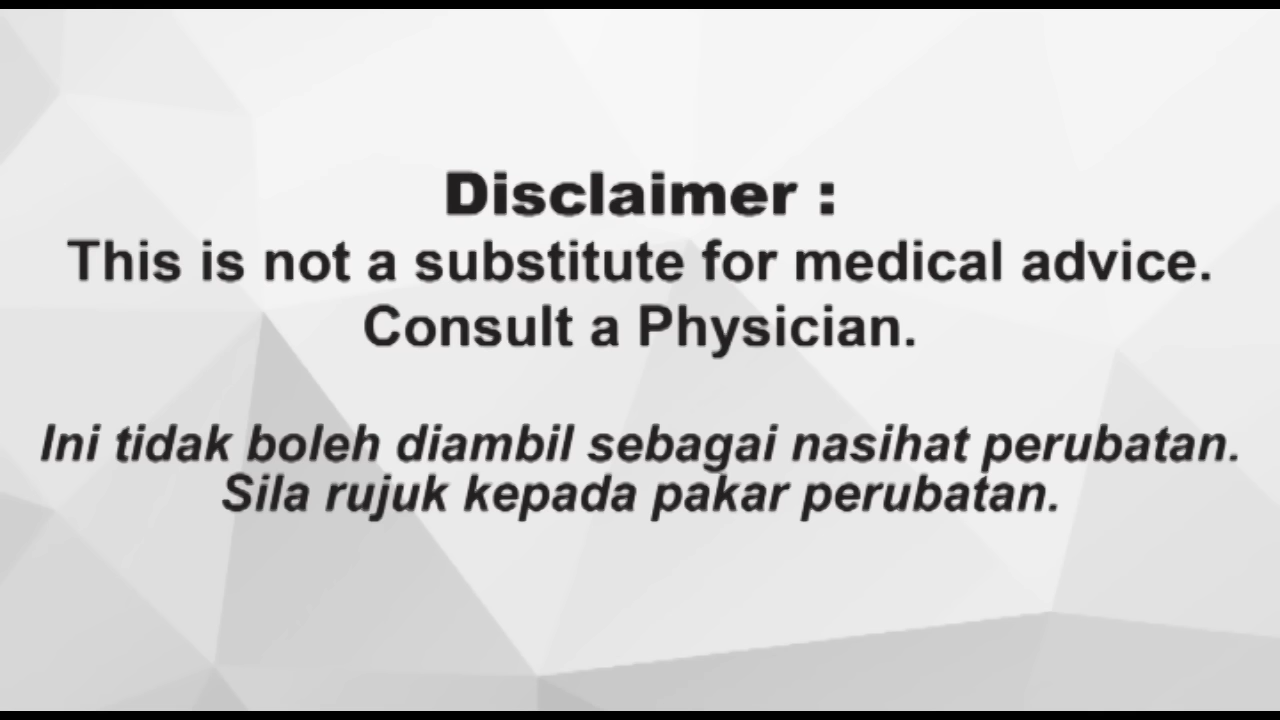 Disclaimer :
This is not a substitute for medical advice.
Consult a Physician.
Ini tidak boleh diambil sebagai nasihat perubatan.
Sila rujuk kepada pakar perubatan.